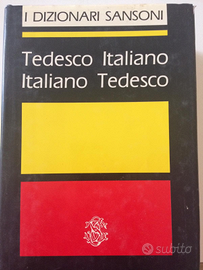 I DIZIONARI SANSONI
Tedesco Italiano
Italiano Tedesco
subito